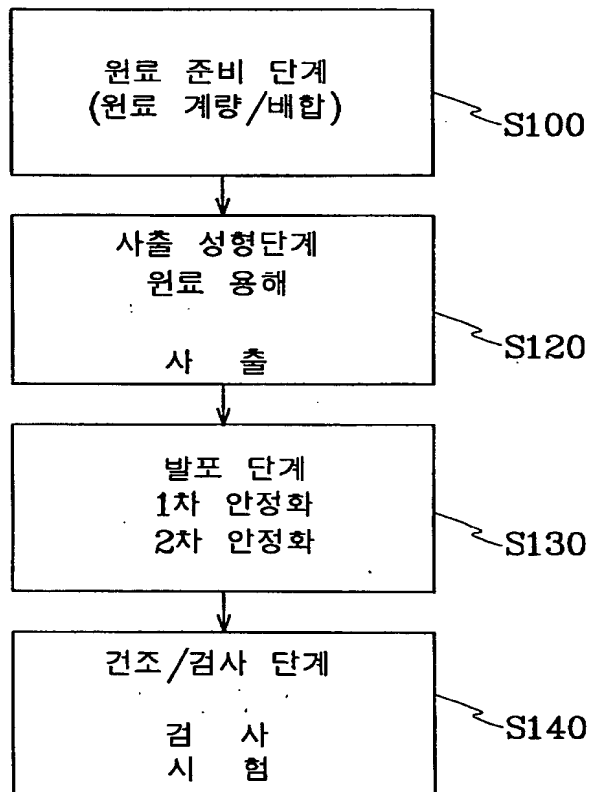 원료 준비 단계
(원료 계량/배합)
S100
사출 성형단계
원료 용해
사 출
S120
발포 단계
1차 안정화
2차 안정화
S130
건조/검사 단계
검 사
시 험
S140